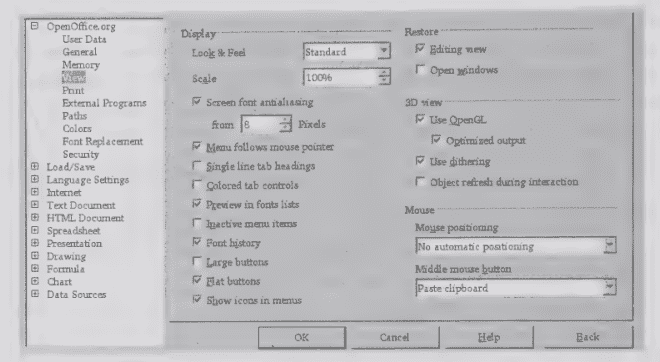 OpenOffice.org
User Data
General
Memory
View
Print
External Programs
Paths
Colors
Font Replacement
Security
Load/Save
Language Settings
Internet
Text Document
HTML Document
Spreadsheet
Presentation
Drawing
Formula
Chart
Data Sources
Display
Look & Feel Standard
Scale 100%
Screen font antialiasing
from 8 Pixels
Menu follows mouse pointer
Single line tab headings
Colored tab controls
Preview in fonts lists
Inactive menu items
Font history
Large buttons
Flat buttons
Show icons in menus
Restore
Editing view
Open windows
3D view
Use OpenGL
Optimized output
Use dithering
Object refresh during interaction
Mouse
Mouse positioning
No automatic positioning
Middle mouse button
Paste clipboard
OK Cancel Help Back